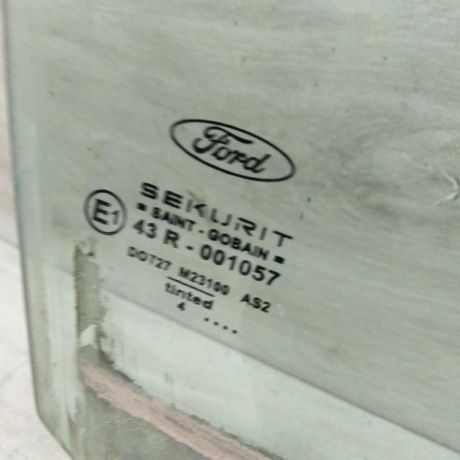 Ford
SEKURIT
SAINT-GOBAIN
E1
43 R - 001057
DOT27 M23100 AS2
tinted
4 ....